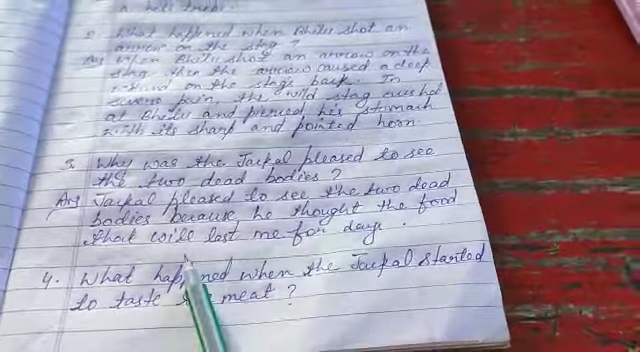 a
2. What happened when Bhilu shot an
arrow on the stag?
Ans When Bhilu shot an arrow on the
stag then the arrow caused a deep
wound on the stags back. In
severe pain, the wild stag rushed
at Bhilu and pierced his stomach
with its sharp and pointed horn
3. Why was the Jackal pleased to see
the two dead bodies?
Ans Jackal pleased to see the two dead
bodies because he thought the food
that will last me for days.
4. What happened when the Jackal started
to taste meat?